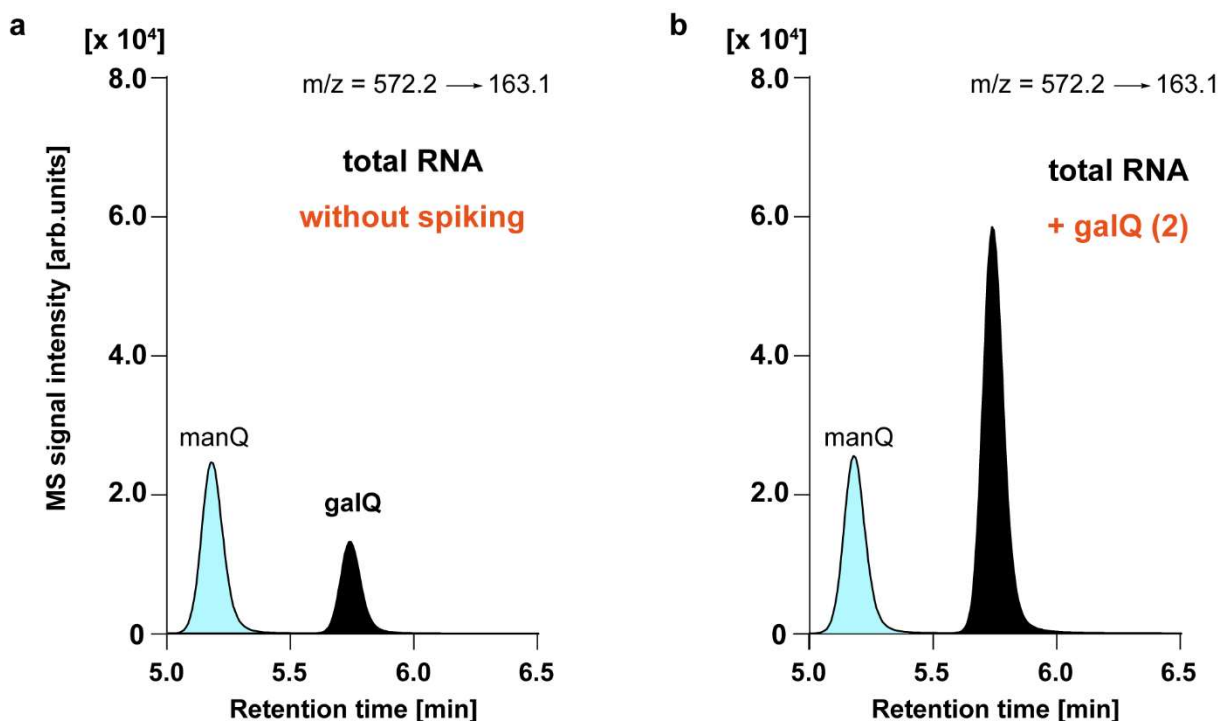 a
[x 10⁴]
8.0
m/z = 572.2 → 163.1
total RNA
without spiking
6.0
4.0
manQ
2.0
galQ
0
5.0 5.5 6.0 6.5
Retention time [min]
MS signal intensity [arb.units]
b
[x 10⁴]
8.0
m/z = 572.2 → 163.1
total RNA
+ galQ (2)
6.0
4.0
manQ
2.0
0
5.0 5.5 6.0 6.5
Retention time [min]